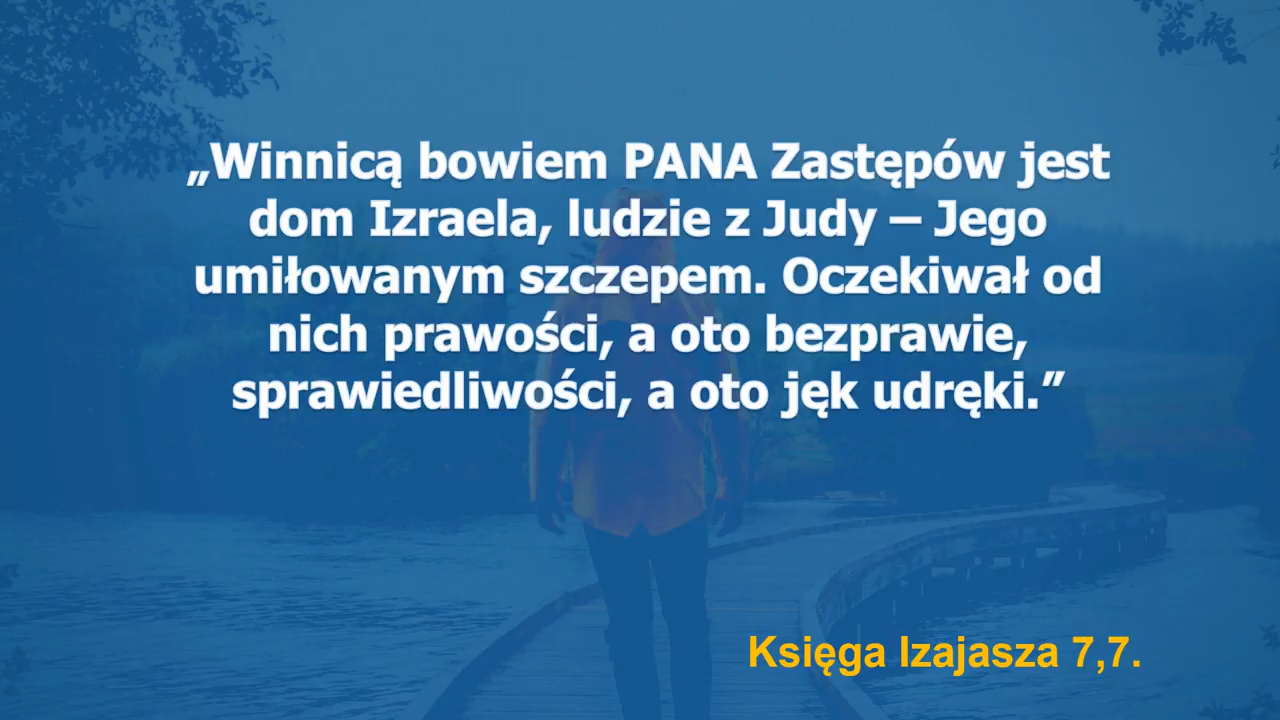 „Winnicą bowiem PANA Zastępów jest
dom Izraela, ludzie z Judy – Jego
umiłowanym szczepem. Oczekiwał od
nich prawości, a oto bezprawie,
sprawiedliwości, a oto jęk udręki.”
Księga Izajasza 7,7.